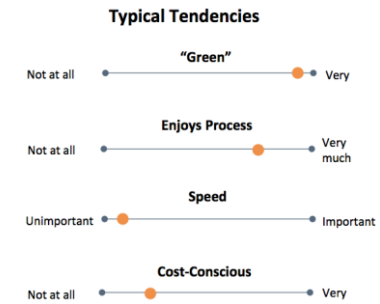 Typical Tendencies
“Green”
Not at all
Very
Enjoys Process
Not at all
Very
much
Speed
Unimportant
Important
Cost-Conscious
Not at all
Very